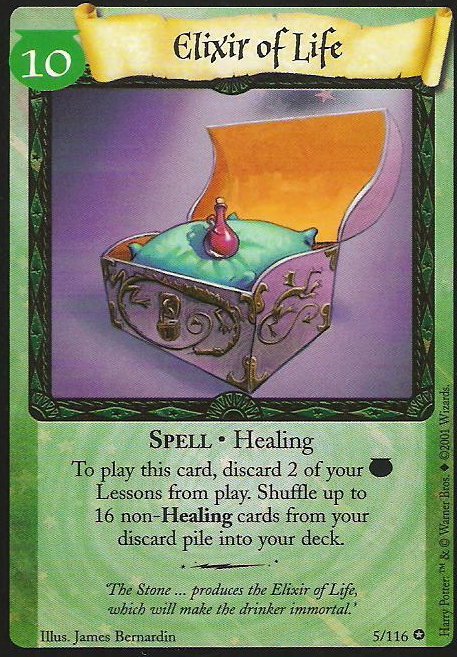 10
Elixir of Life
SPELL • Healing
To play this card, discard 2 of your
Lessons from play. Shuffle up to
16 non-Healing cards from your
discard pile into your deck.
‘The Stone ... produces the Elixir of Life,
which will make the drinker immortal.’
Illus. James Bernardin
5/116
Harry Potter: ™ & © Warner Bros. ◆ ©2001 Wizards.